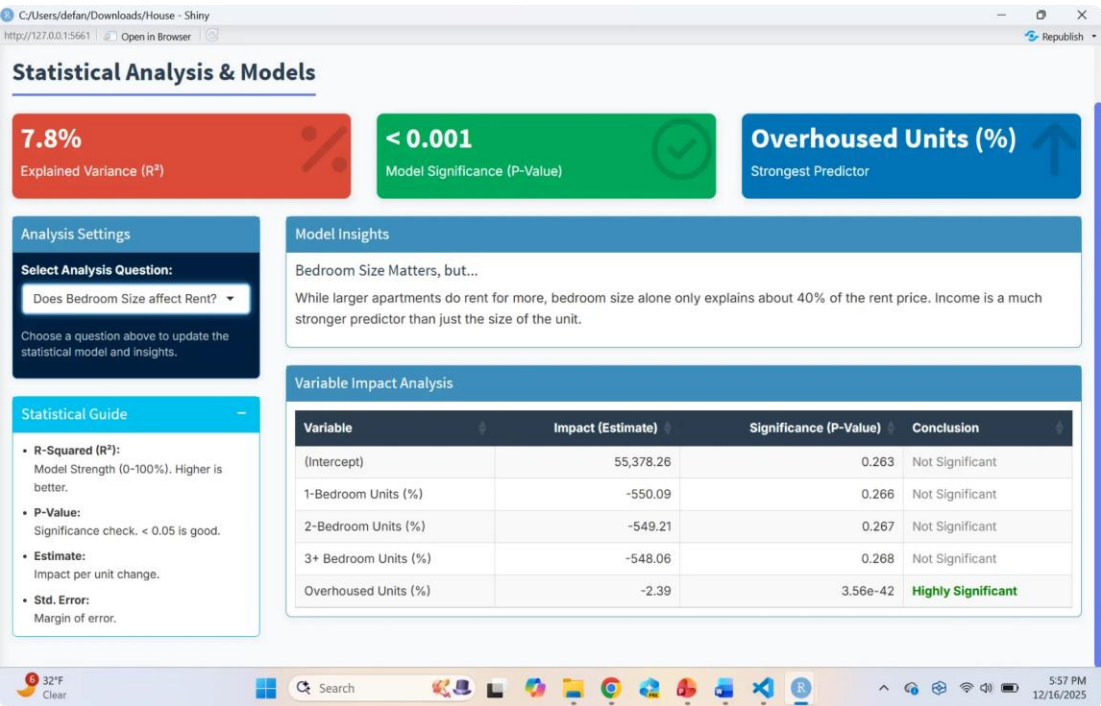 C:/Users/defan/Downloads/House - Shiny
http://127.0.0.1:5661 Open in Browser
Republish
Statistical Analysis & Models
7.8%
Explained Variance (R²)
< 0.001
Model Significance (P-Value)
Overhoused Units (%)
Strongest Predictor
Analysis Settings
Select Analysis Question:
Does Bedroom Size affect Rent?
Choose a question above to update the
statistical model and insights.
Statistical Guide
• R-Squared (R²):
Model Strength (0-100%). Higher is
better.
• P-Value:
Significance check. < 0.05 is good.
• Estimate:
Impact per unit change.
• Std. Error:
Margin of error.
Model Insights
Bedroom Size Matters, but...
While larger apartments do rent for more, bedroom size alone only explains about 40% of the rent price. Income is a much
stronger predictor than just the size of the unit.
Variable Impact Analysis
Variable Impact (Estimate) Significance (P-Value) Conclusion
(Intercept) 55,378.26 0.263 Not Significant
1-Bedroom Units (%) -550.09 0.266 Not Significant
2-Bedroom Units (%) -549.21 0.267 Not Significant
3+ Bedroom Units (%) -548.06 0.268 Not Significant
Overhoused Units (%) -2.39 3.56e-42 Highly Significant
6
32°F
Clear
Search
PRE
R
5:57 PM
12/16/2025